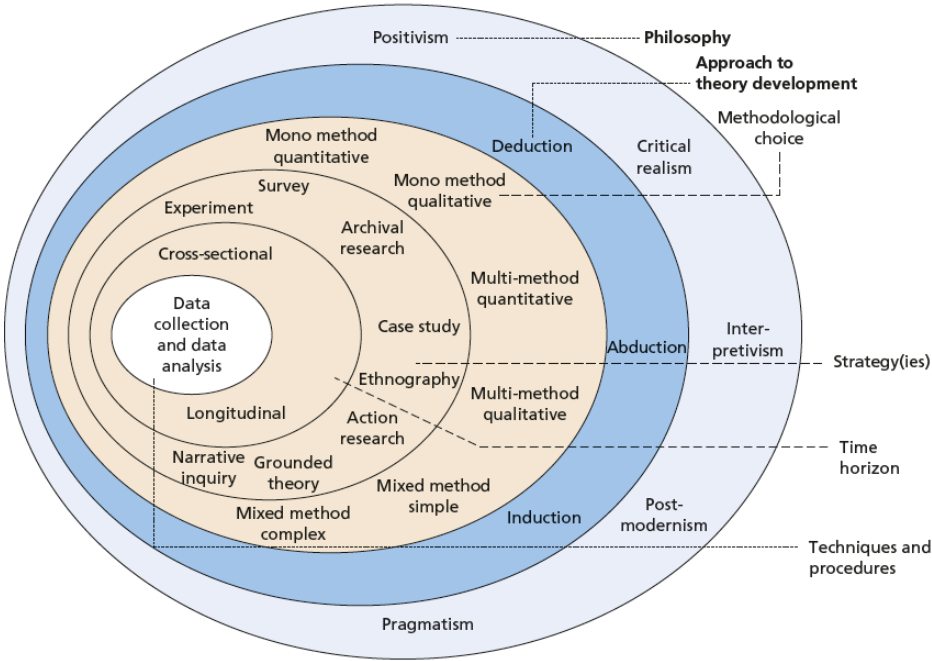 Positivism
Philosophy
Approach to
theory development
Methodological
choice
Deduction
Critical
realism
Mono method
quantitative
Mono method
qualitative
Survey
Experiment
Archival
research
Cross-sectional
Multi-method
quantitative
Data
collection
and data
analysis
Case study
Abduction
Inter-
pretivism
Strategy(ies)
Ethnography
Multi-method
qualitative
Longitudinal
Action
research
Time
horizon
Narrative
inquiry
Grounded
theory
Mixed method
simple
Mixed method
complex
Induction
Post-
modernism
Techniques and
procedures
Pragmatism